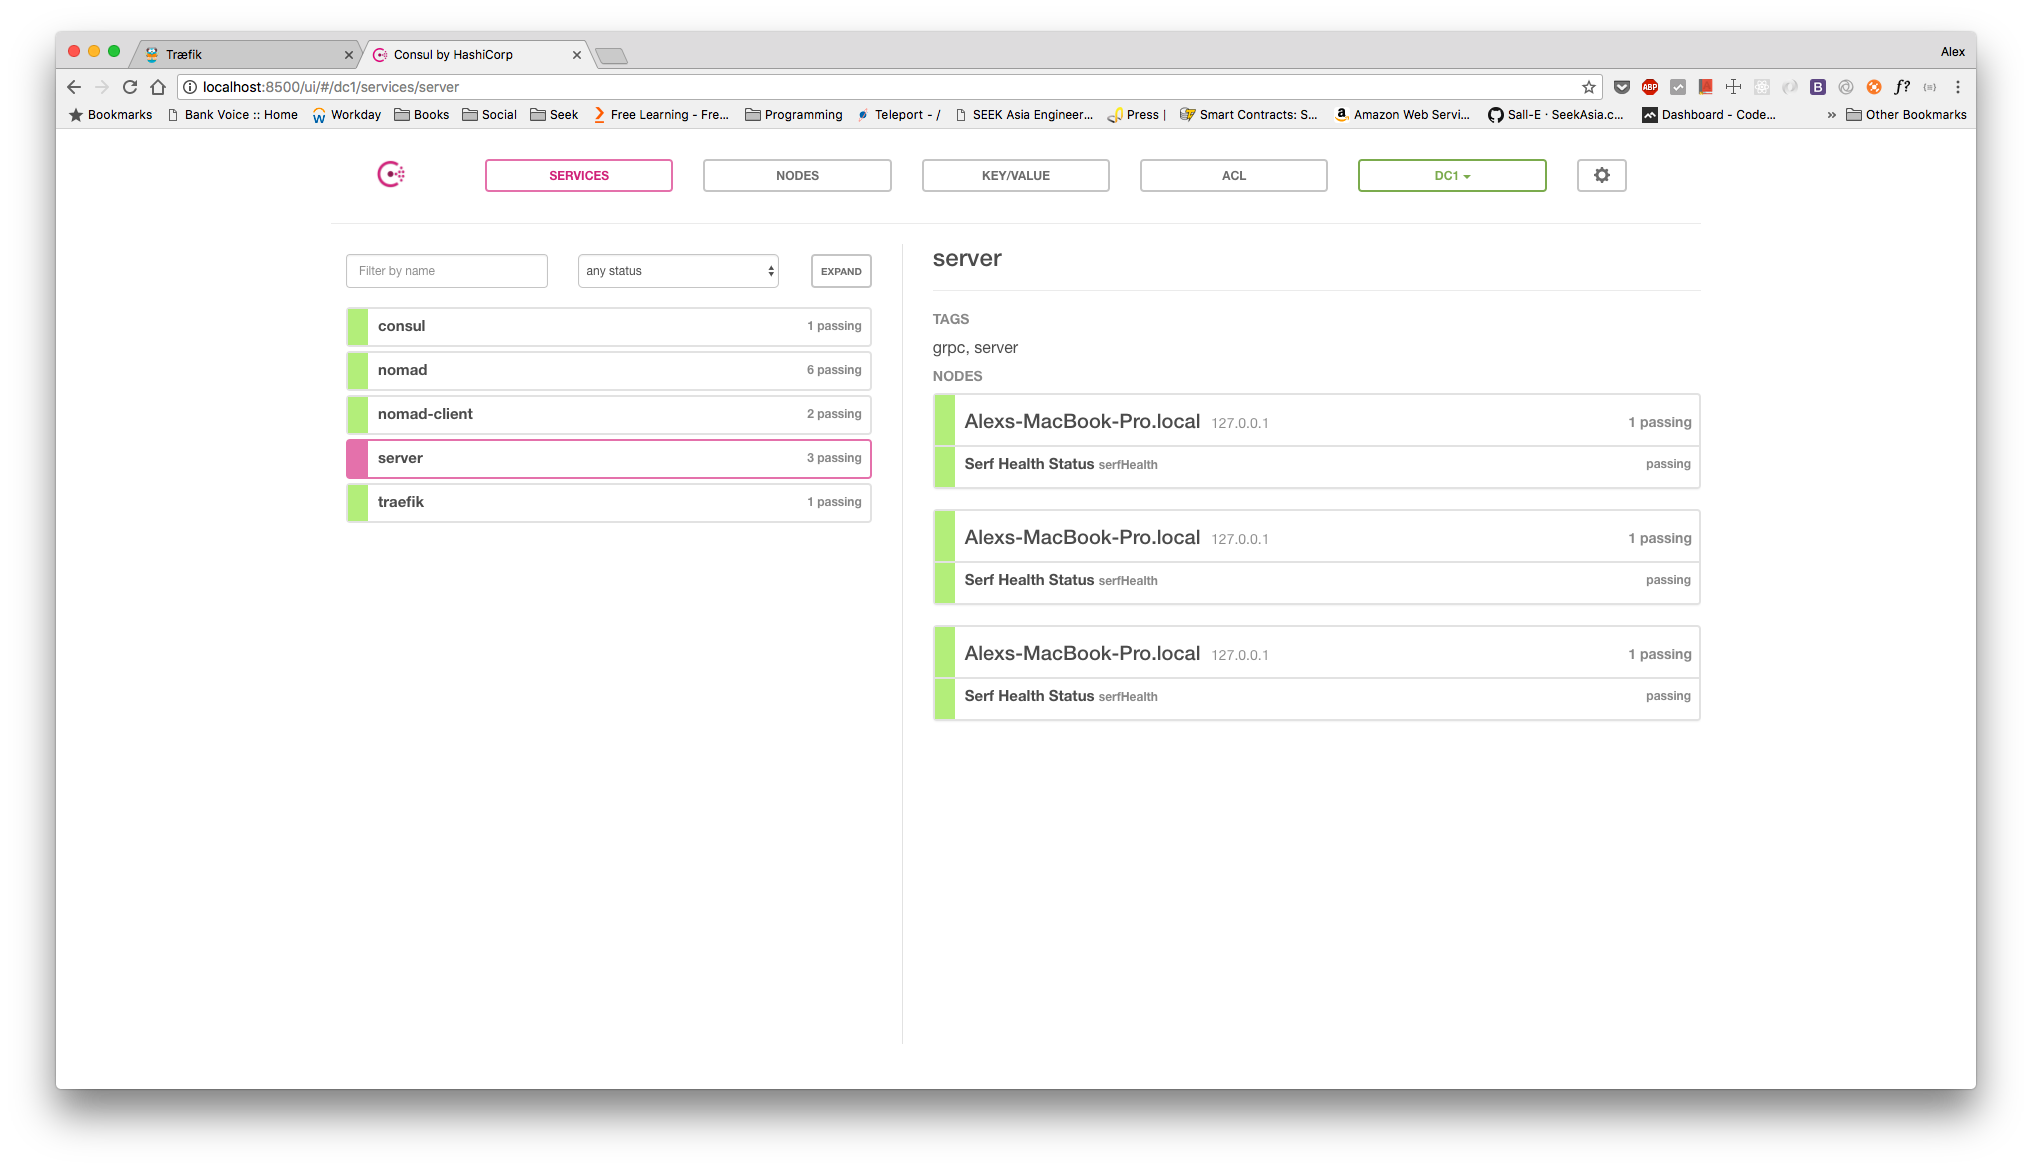 Træfik
Consul by HashiCorp
Alex
localhost:8500/ui/#/dc1/services/server
ABP
B
f?
Bookmarks
Bank Voice :: Home
Workday
Books
Social
Seek
Free Learning - Fre...
Programming
Teleport - /
SEEK Asia Engineer...
Press |
Smart Contracts: S...
Amazon Web Servi...
Sall-E · SeekAsia.c...
Dashboard - Code...
»
Other Bookmarks
SERVICES
NODES
KEY/VALUE
ACL
DC1
Filter by name
any status
EXPAND
consul 1 passing
nomad 6 passing
nomad-client 2 passing
server 3 passing
traefik 1 passing
server
TAGS
grpc, server
NODES
Alexs-MacBook-Pro.local 127.0.0.1 1 passing
Serf Health Status serfHealth passing
Alexs-MacBook-Pro.local 127.0.0.1 1 passing
Serf Health Status serfHealth passing
Alexs-MacBook-Pro.local 127.0.0.1 1 passing
Serf Health Status serfHealth passing